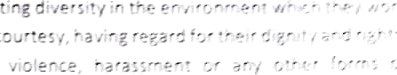 ting diversity in the environment which they wor
courtesy, having regard for their dignity and right
violence, harassment or any other forms o